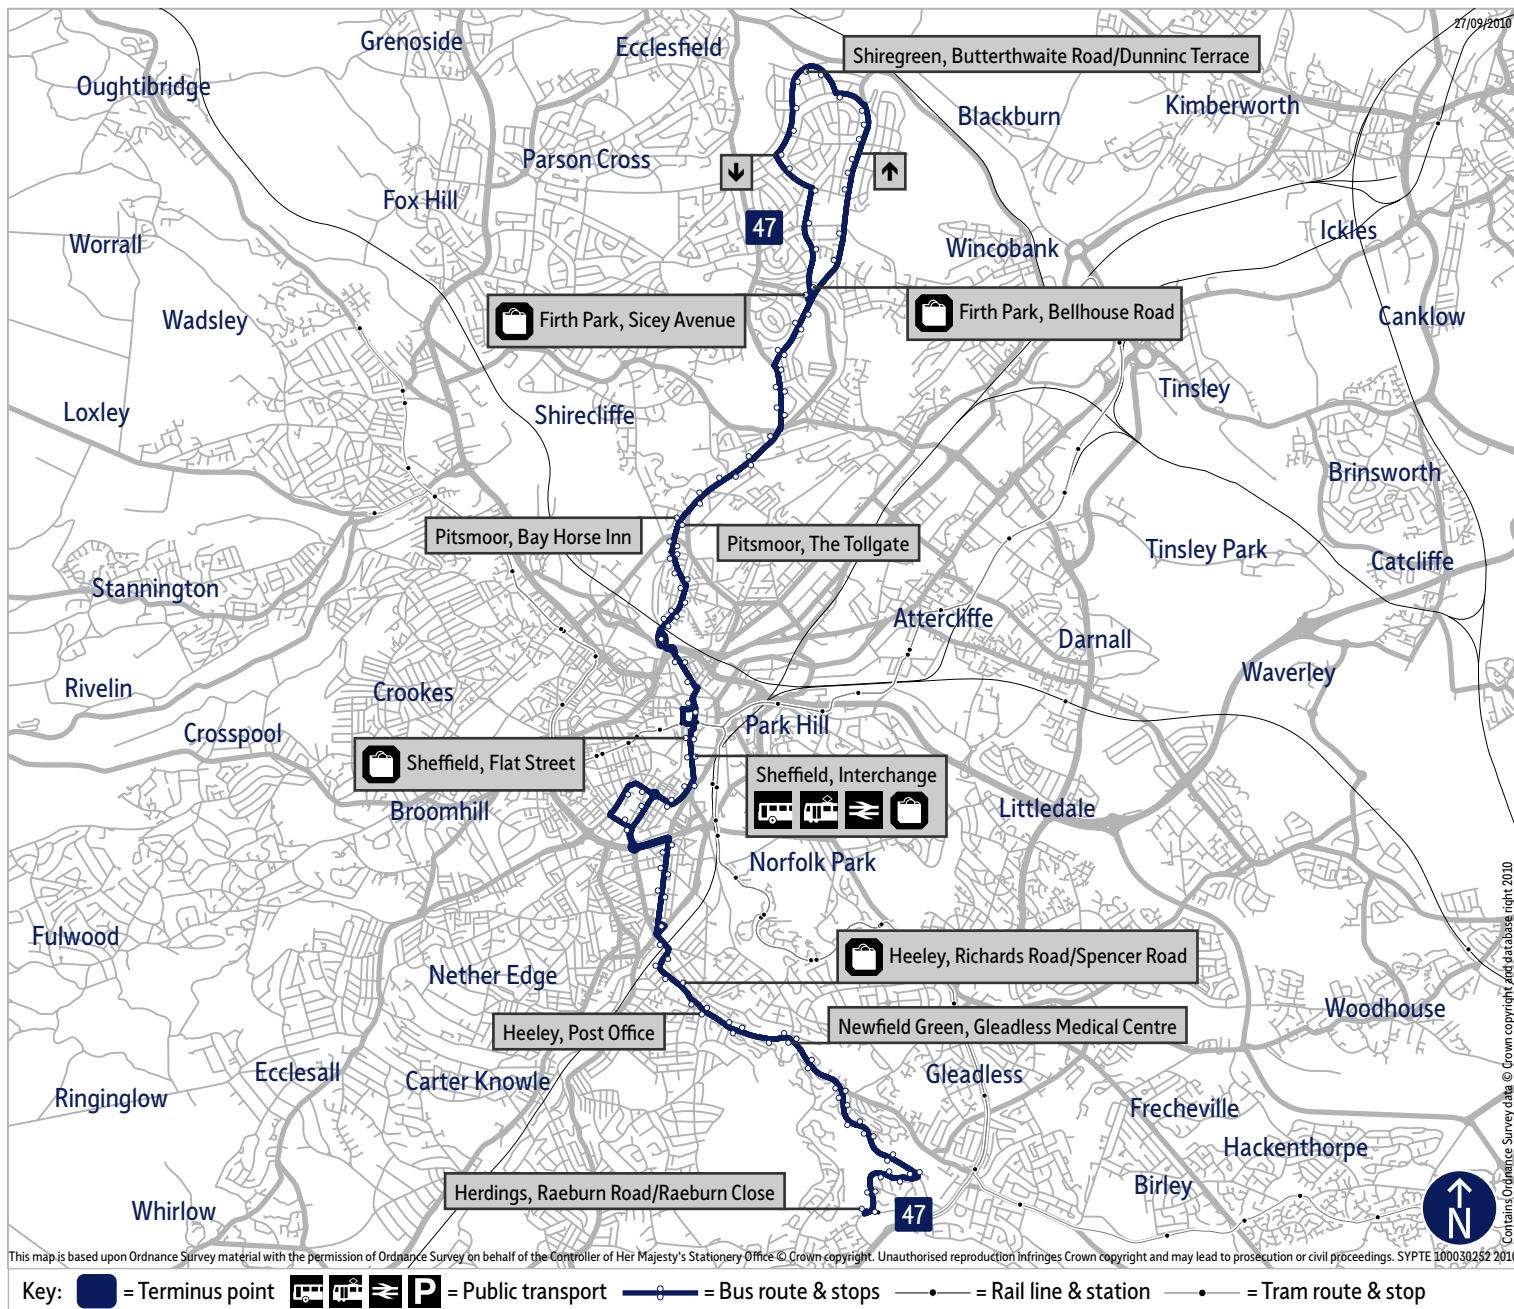 27/09/2010
Grenoside
Ecclesfield
Shiregreen, Butterthwaite Road/Dunninc Terrace
Oughtibridge
Blackburn
Kimberworth
Parson Cross
Fox Hill
47
Worrall
Wincobank
Ickles
Wadsley
Firth Park, Sicey Avenue
Firth Park, Bellhouse Road
Canklow
Loxley
Shirecliffe
Tinsley
Brinsworth
Pitsmoor, Bay Horse Inn
Pitsmoor, The Tollgate
Tinsley Park
Catcliffe
Stannington
Attercliffe
Darnall
Waverley
Rivelin
Crookes
Crosspool
Park Hill
Sheffield, Flat Street
Sheffield, Interchange
Broomhill
Littledale
Norfolk Park
Fulwood
Nether Edge
Heeley, Richards Road/Spencer Road
Woodhouse
Heeley, Post Office
Newfield Green, Gleadless Medical Centre
Ecclesall
Carter Knowle
Gleadless
Ringinglow
Frecheville
Hackenthorpe
Herdings, Raeburn Road/Raeburn Close
Birley
Whirlow
47
N
Contains Ordnance Survey data © Crown copyright and database right 2010
This map is based upon Ordnance Survey material with the permission of Ordnance Survey on behalf of the Controller of Her Majesty's Stationery Office © Crown copyright. Unauthorised reproduction infringes Crown copyright and may lead to prosecution or civil proceedings. SYPTE 100030252 2010
Key: = Terminus point P = Public transport = Bus route & stops = Rail line & station = Tram route & stop